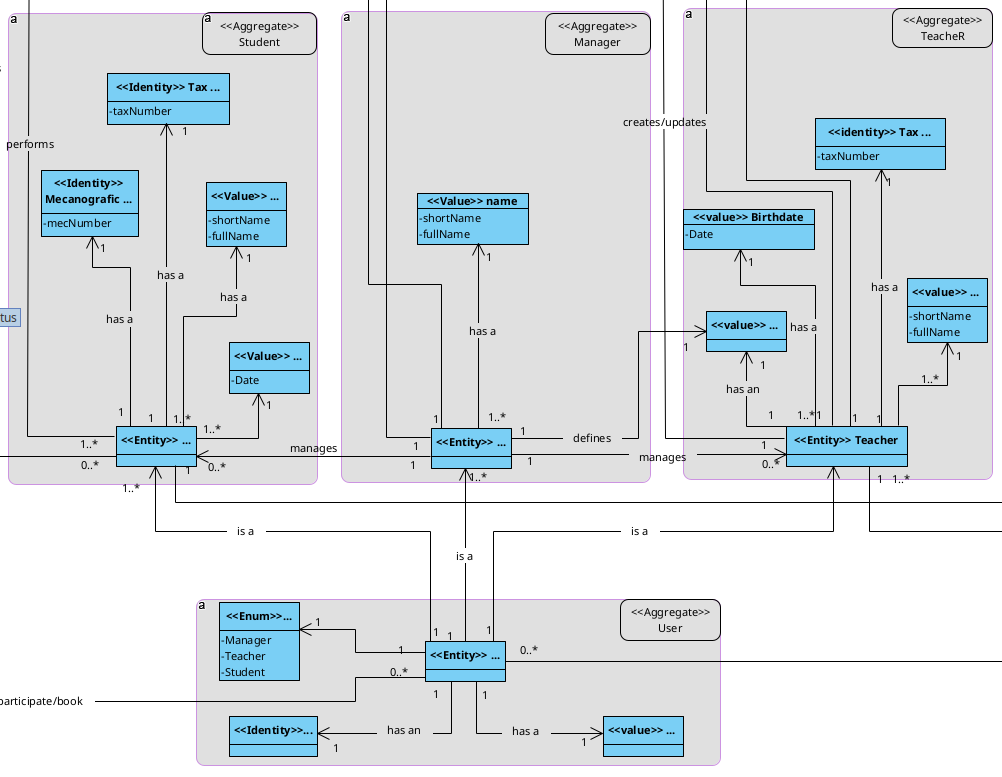 a
a
<<Aggregate>>
Student
a
<<Aggregate>>
Manager
a
<<Aggregate>>
TeacheR
<<Identity>> Tax ...
-taxNumber
1
performs
<<Identity>>
Mecanografic ...
-mecNumber
1
<<Value>> ...
-shortName
-fullName
1
has a
has a
has a
tus
<<Value>> ...
-Date
1
1
1
1..*
1..*
<<Entity>> ...
1..*
0..*
1
0..*
1..*
manages
<<Value>> name
-shortName
-fullName
1
has a
1
1..*
<<Entity>> ...
1
1
1
1
1..*
defines
manages
creates/updates
<<identity>> Tax ...
-taxNumber
1
<<value>> Birthdate
-Date
1
<<value>> ...
-shortName
-fullName
1
has a
<<value>> ...
1
1
has a
has an
1..*
1
1..*
1
1
1
<<Entity>> Teacher
1
0..*
1
1..*
is a
is a
is a
a
<<Aggregate>>
User
<<Enum>>...
-Manager
-Teacher
-Student
1
1
1
1
1
0..*
<<Entity>> ...
0..*
1
1
participate/book
<<Identity>>...
1
has an
has a
1
<<value>> ...